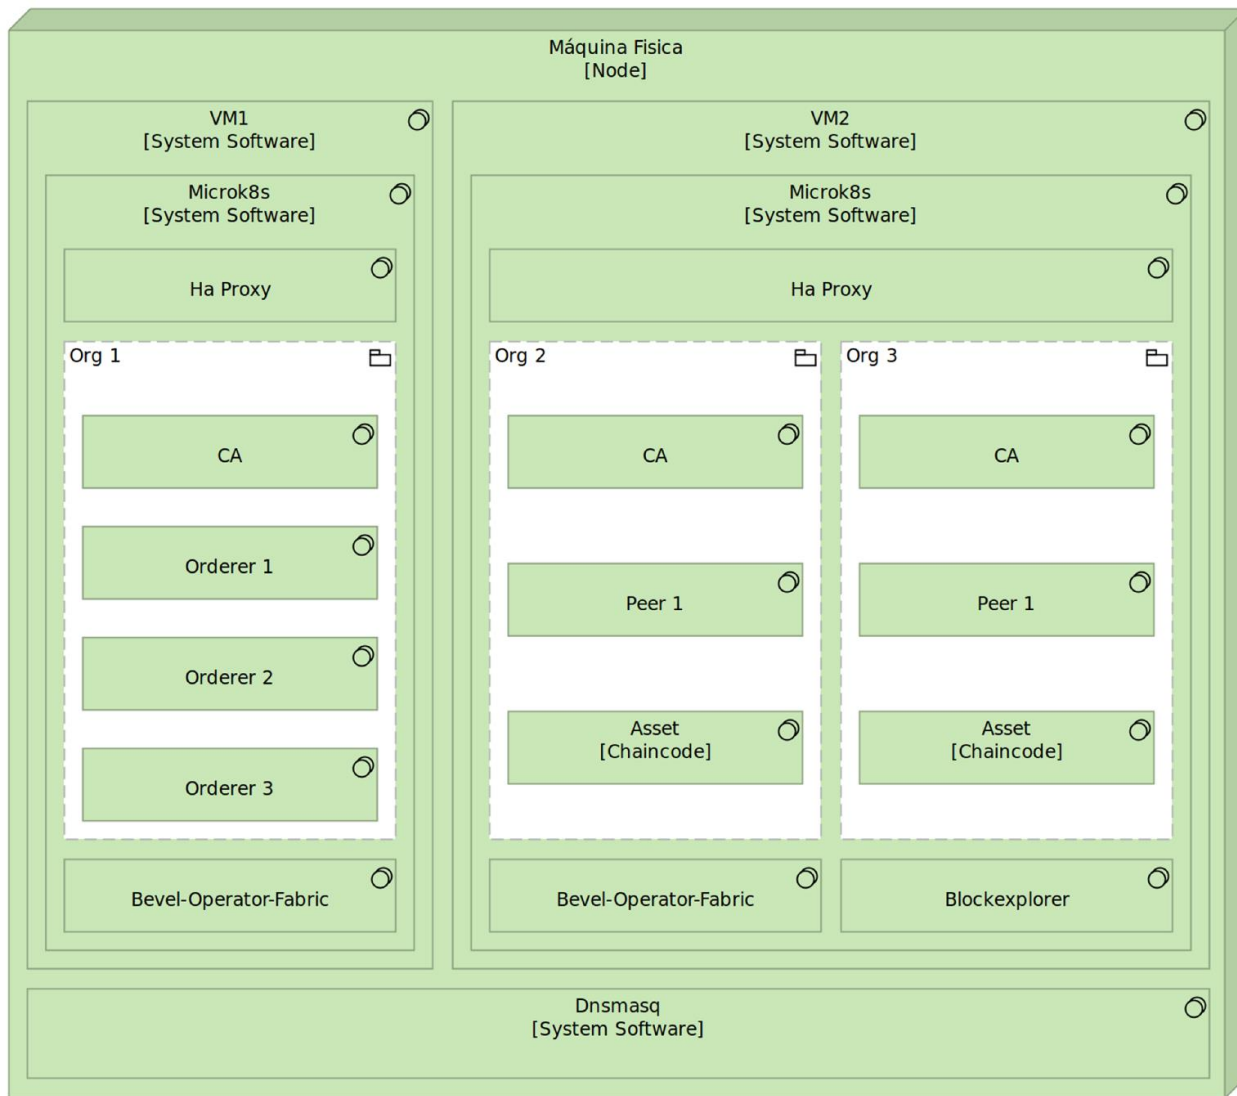 Máquina Fisica
[Node]
VM1
[System Software]
Microk8s
[System Software]
Ha Proxy
Org 1
CA
Orderer 1
Orderer 2
Orderer 3
Bevel-Operator-Fabric
VM2
[System Software]
Microk8s
[System Software]
Ha Proxy
Org 2
CA
Peer 1
Asset
[Chaincode]
Bevel-Operator-Fabric
Org 3
CA
Peer 1
Asset
[Chaincode]
Blockexplorer
Dnsmasq
[System Software]